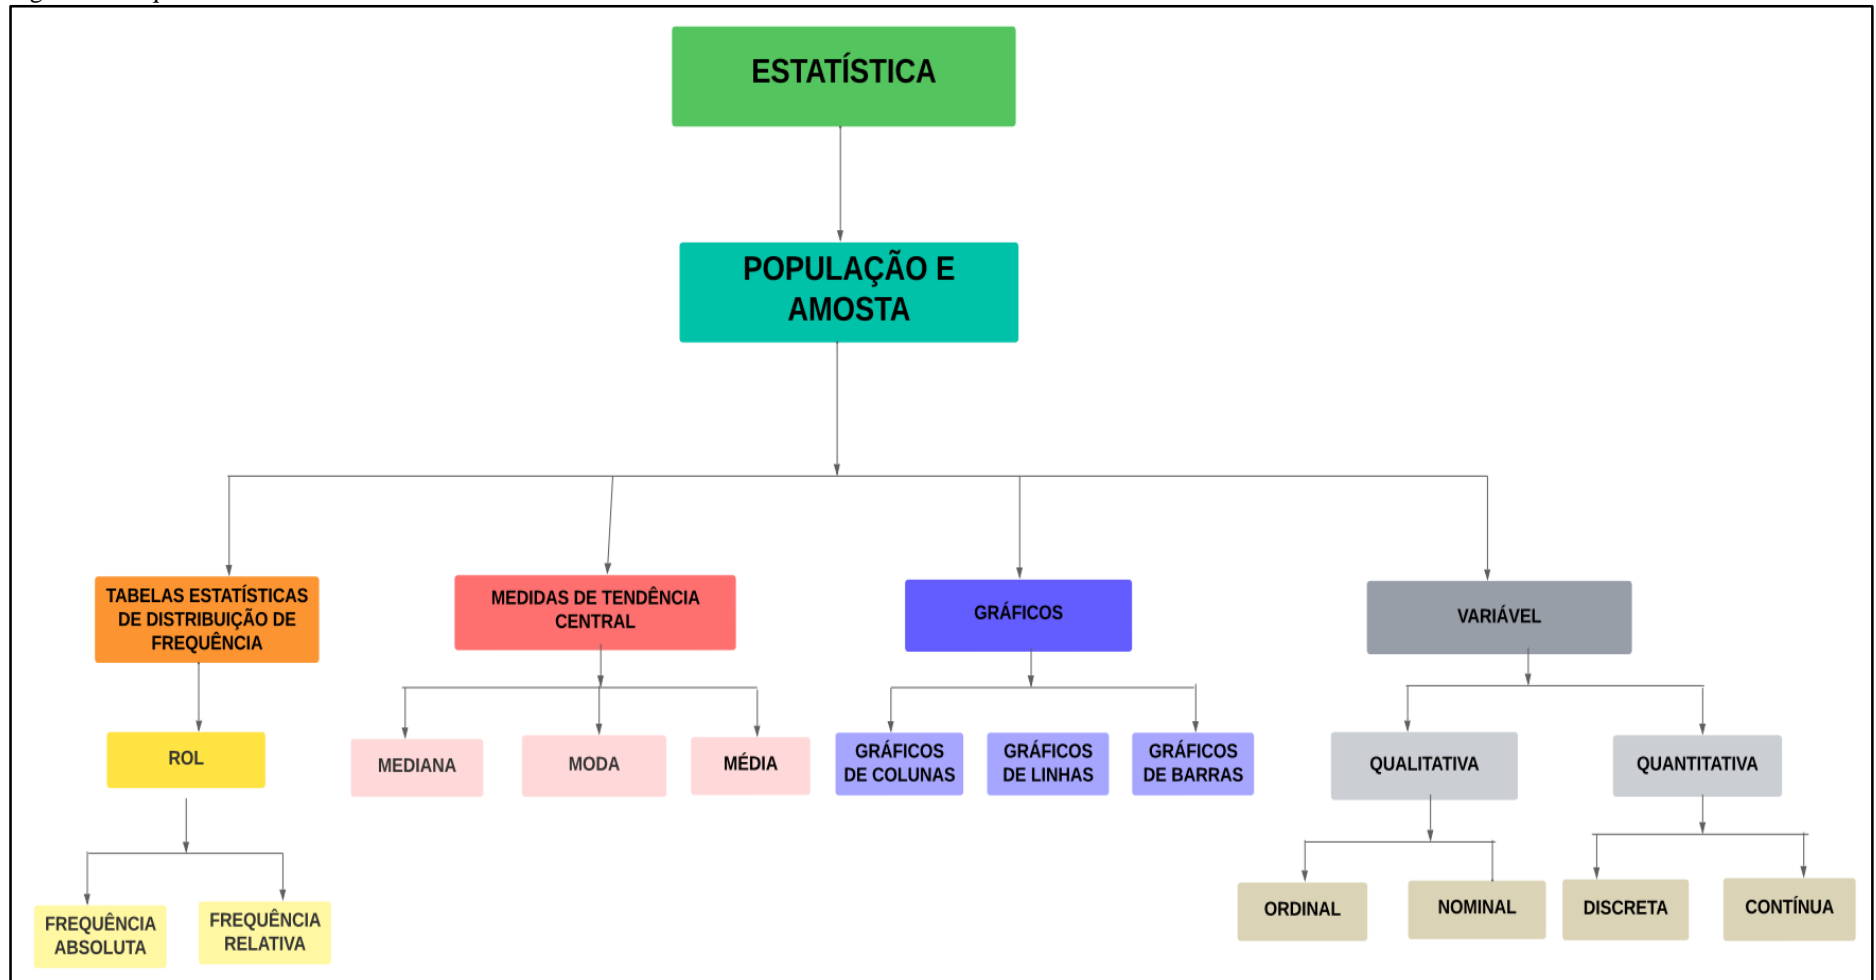 ESTATÍSTICA
POPULAÇÃO E
AMOSTA
TABELAS ESTATÍSTICAS
DE DISTRIBUIÇÃO DE
FREQUÊNCIA
MEDIDAS DE TENDÊNCIA
CENTRAL
GRÁFICOS
VARIÁVEL
ROL
MEDIANA
MODA
MÉDIA
GRÁFICOS
DE COLUNAS
GRÁFICOS
DE LINHAS
GRÁFICOS
DE BARRAS
QUALITATIVA
QUANTITATIVA
FREQUÊNCIA
ABSOLUTA
FREQUÊNCIA
RELATIVA
ORDINAL
NOMINAL
DISCRETA
CONTÍNUA